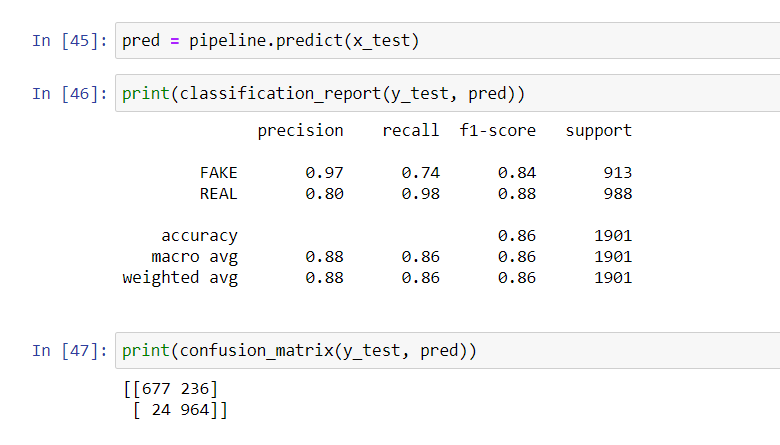 In [45]: pred = pipeline.predict(x_test)
In [46]: print(classification_report(y_test, pred))
precision recall f1-score support
FAKE 0.97 0.74 0.84 913
REAL 0.80 0.98 0.88 988
accuracy 0.86 1901
macro avg 0.88 0.86 0.86 1901
weighted avg 0.88 0.86 0.86 1901
In [47]: print(confusion_matrix(y_test, pred))
[[677 236]
[ 24 964]]